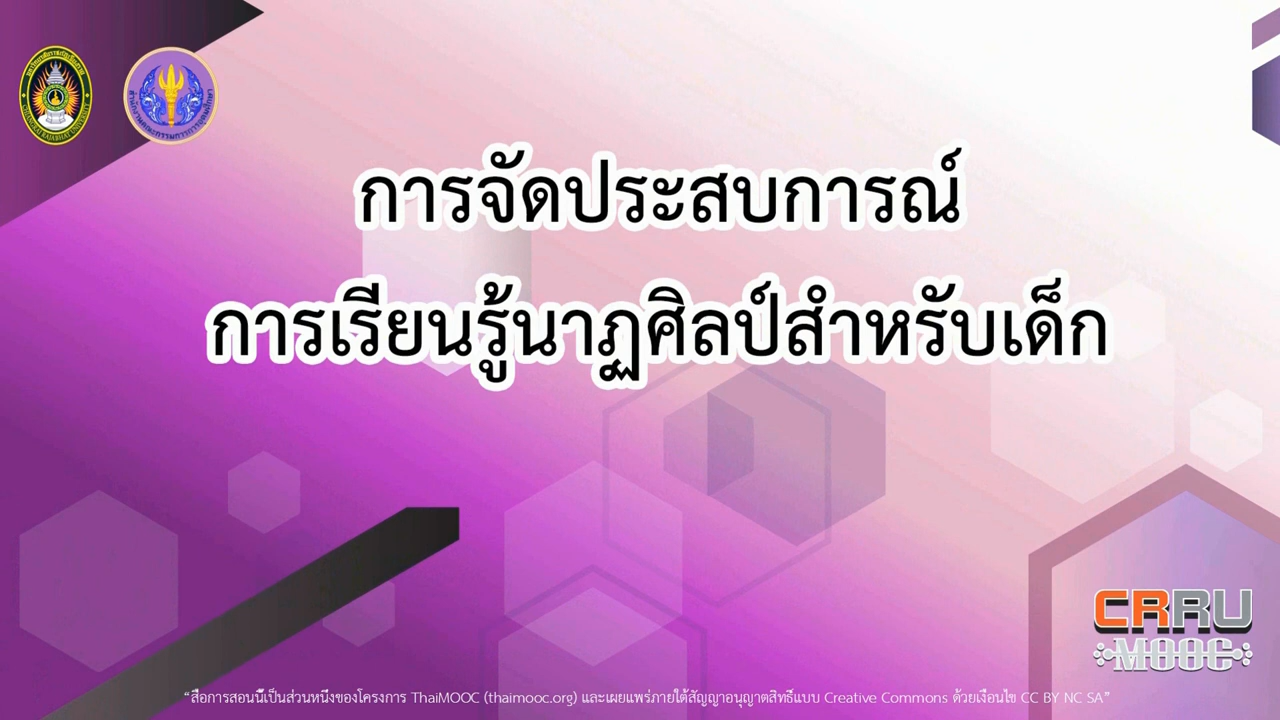 การจัดประสบการณ์
การเรียนรู้นาฏศิลป์สำหรับเด็ก
CRRU
MOOC
“สื่อการสอนนี้เป็นส่วนหนึ่งของโครงการ ThaiMOOC (thaimooc.org) และเผยแพร่ภายใต้สัญญาอนุญาตสิทธิ์แบบ Creative Commons ด้วยเงื่อนไข CC BY NC SA”